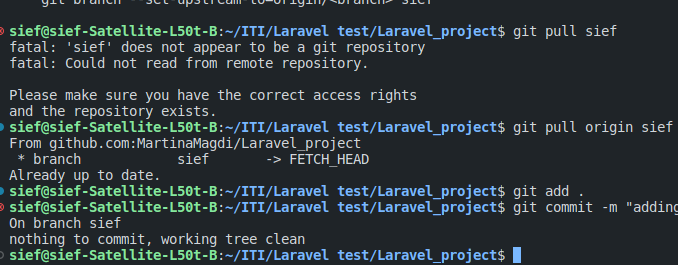 git branch --set-upstream-to=origin/<branch> sief
sief@sief-Satellite-L50t-B:~/ITI/Laravel test/Laravel_project$ git pull sief
fatal: 'sief' does not appear to be a git repository
fatal: Could not read from remote repository.
Please make sure you have the correct access rights
and the repository exists.
sief@sief-Satellite-L50t-B:~/ITI/Laravel test/Laravel_project$ git pull origin sief
From github.com:MartinaMagdi/Laravel_project
 * branch            sief       -> FETCH_HEAD
Already up to date.
sief@sief-Satellite-L50t-B:~/ITI/Laravel test/Laravel_project$ git add .
sief@sief-Satellite-L50t-B:~/ITI/Laravel test/Laravel_project$ git commit -m "adding
On branch sief
nothing to commit, working tree clean
sief@sief-Satellite-L50t-B:~/ITI/Laravel test/Laravel_project$